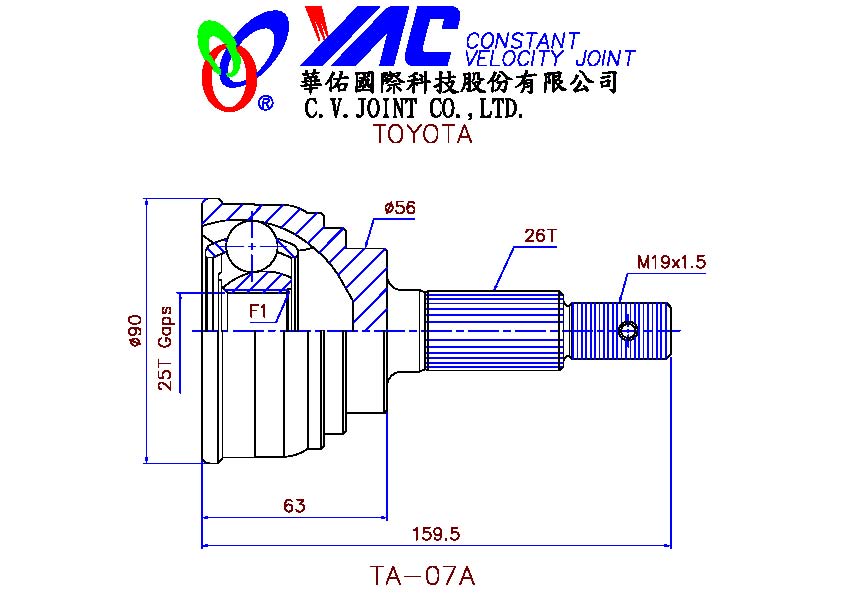 YAC CONSTANT
VELOCITY JOINT
®
華佑國際科技股份有限公司
C.V.JOINT CO.,LTD.
TOYOTA
ø56
26T
M19x1.5
F1
ø90
25T Gaps
63
159.5
TA-07A